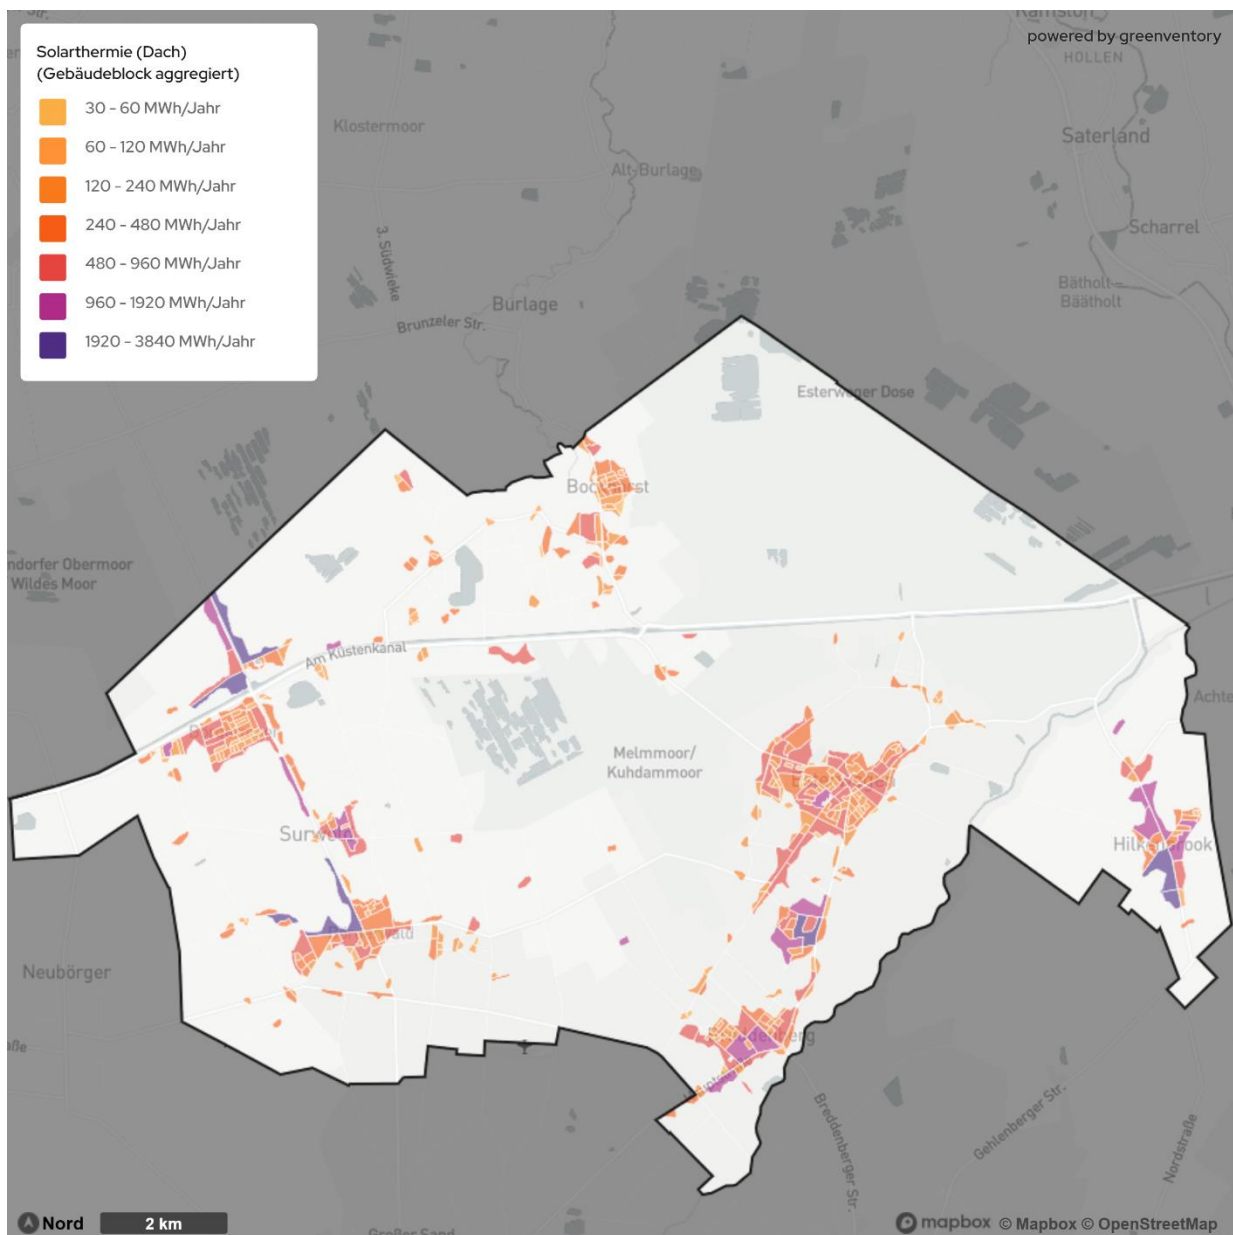 Solarthermie (Dach)
(Gebäudeblock aggregiert)
30 - 60 MWh/Jahr
60 - 120 MWh/Jahr
120 - 240 MWh/Jahr
240 - 480 MWh/Jahr
480 - 960 MWh/Jahr
960 - 1920 MWh/Jahr
1920 - 3840 MWh/Jahr
powered by greenventory
HOLLEN
Klostermoor
Saterland
Alt-Burlage
3. Südwieke
Scharrel
Bätholt –
Bäätholt
Burlage
Brunzeler Str.
Esterweger Dose
ndorfer Obermoor
Wildes Moor
Am Küstenkanal
Achte
Melmmoor/
Kuhdammoor
Neubörger
Breddenberger Str.
Gehlenberger Str.
Nordstraße
Nord
2 km
mapbox © Mapbox © OpenStreetMap